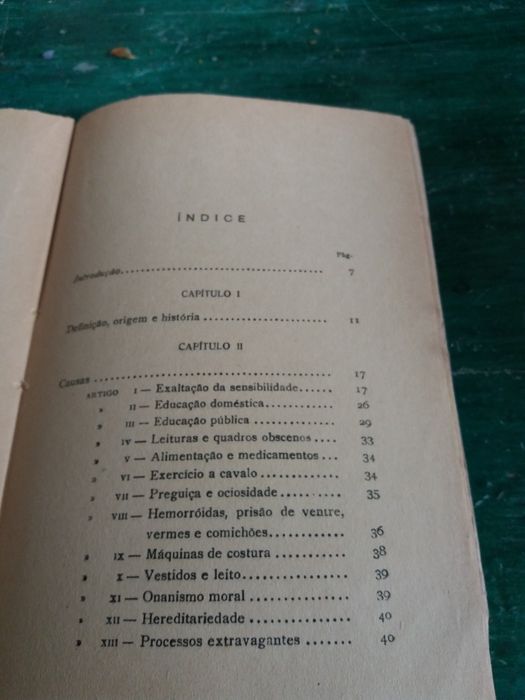 ÍNDICE
Pág.
Introdução.............................................. 7
CAPÍTULO I
Definição, origem e história........................ 11
CAPÍTULO II
Causas.................................................. 17
ARTIGO I — Exaltação da sensibilidade...... 17
» II — Educação doméstica............ 26
» III — Educação pública............... 29
» IV — Leituras e quadros obscenos.... 33
» V — Alimentação e medicamentos... 34
» VI — Exercício a cavalo............. 34
» VII — Preguiça e ociosidade.......... 35
» VIII — Hemorróidas, prisão de ventre,
vermes e comichões............ 36
» IX — Máquinas de costura........... 38
» X — Vestidos e leito................ 39
» XI — Onanismo moral............... 39
» XII — Hereditariedade............... 40
» XIII — Processos extravagantes....... 40